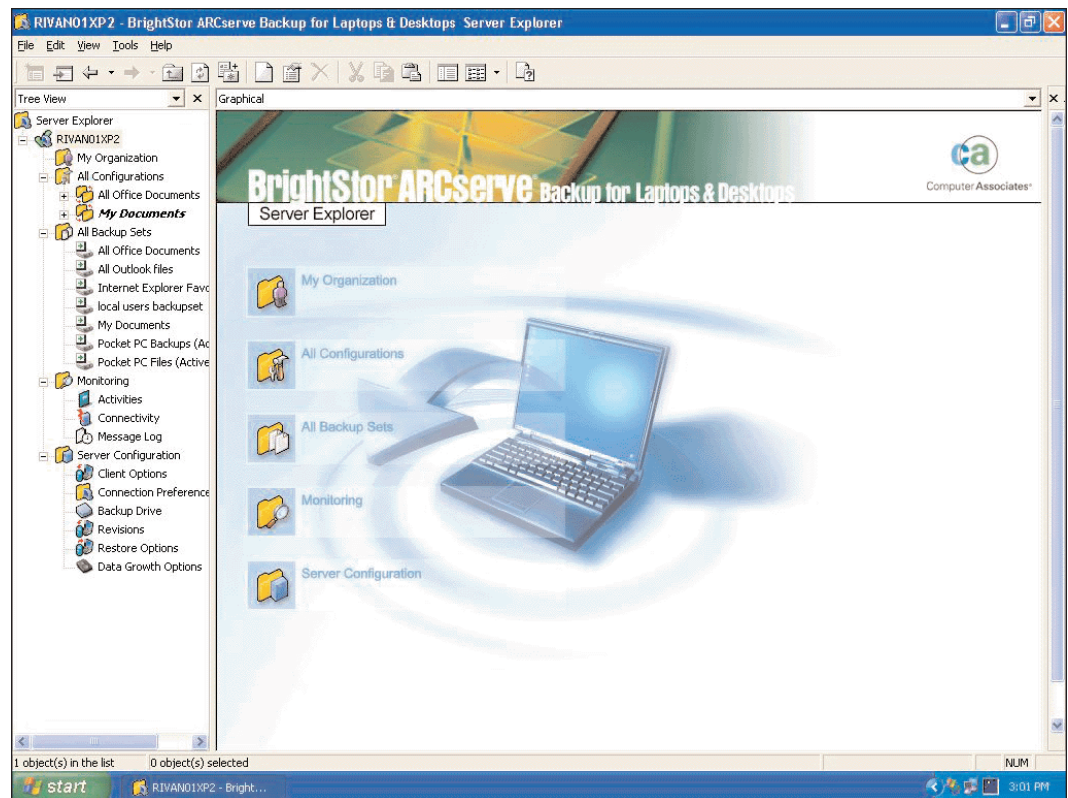 RIVAN01XP2 - BrightStor ARCserve Backup for Laptops & Desktops Server Explorer
File Edit View Tools Help
Tree View
Graphical
Server Explorer
RIVAN01XP2
My Organization
All Configurations
All Office Documents
My Documents
All Backup Sets
All Office Documents
All Outlook files
Internet Explorer Favo
local users backupset
My Documents
Pocket PC Backups (Ac
Pocket PC Files (Active
Monitoring
Activities
Connectivity
Message Log
Server Configuration
Client Options
Connection Preference
Backup Drive
Revisions
Restore Options
Data Growth Options
BrightStor ARCserve Backup for Laptops & Desktops
ca
Computer Associates®
Server Explorer
My Organization
All Configurations
All Backup Sets
Monitoring
Server Configuration
1 object(s) in the list 0 object(s) selected NUM
start RIVAN01XP2 - Bright... 3:01 PM